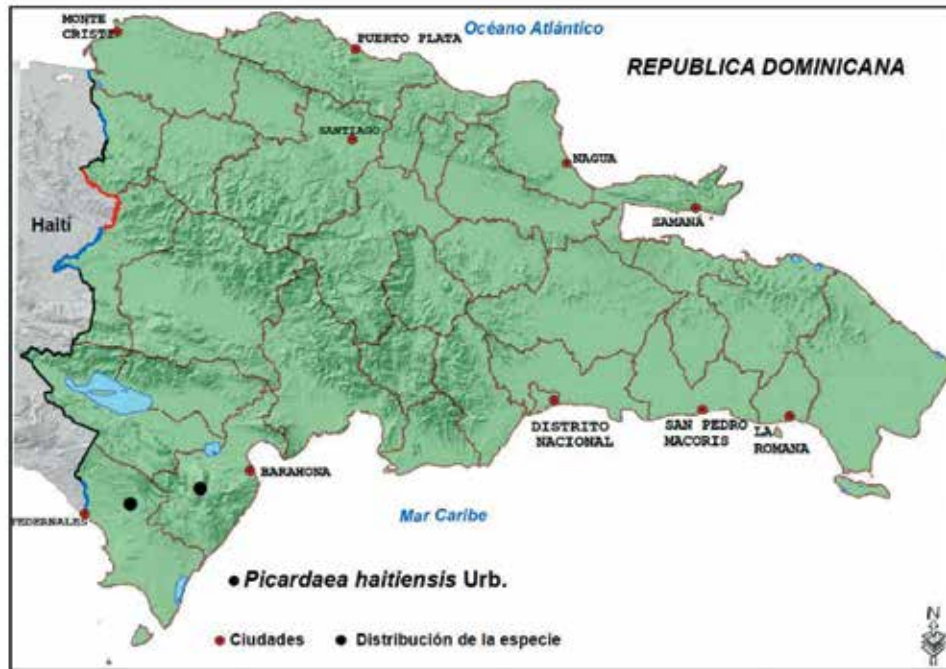 MONTE
CRISTI
Océano Atlántico
PUERTO PLATA
REPUBLICA DOMINICANA
SANTIAGO
NAGUA
Haití
SAMANA
DISTRITO
NACIONAL
SAN PEDRO
MACORIS
LA
ROMANA
BARAHONA
PEDERNALES
Mar Caribe
Picardaea haitiensis Urb.
Ciudades
Distribución de la especie
N